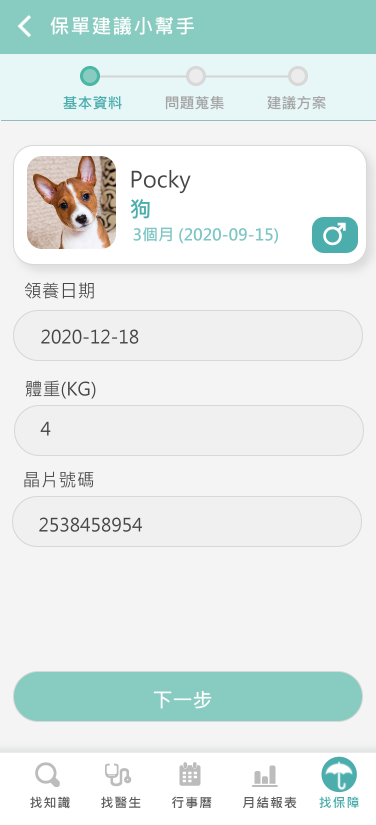 保單建議小幫手
基本資料
問題蒐集
建議方案
Pocky
狗
3個月 (2020-09-15)
領養日期
2020-12-18
體重(KG)
4
晶片號碼
2538458954
下一步
找知識
找醫生
行事曆
月結報表
找保障